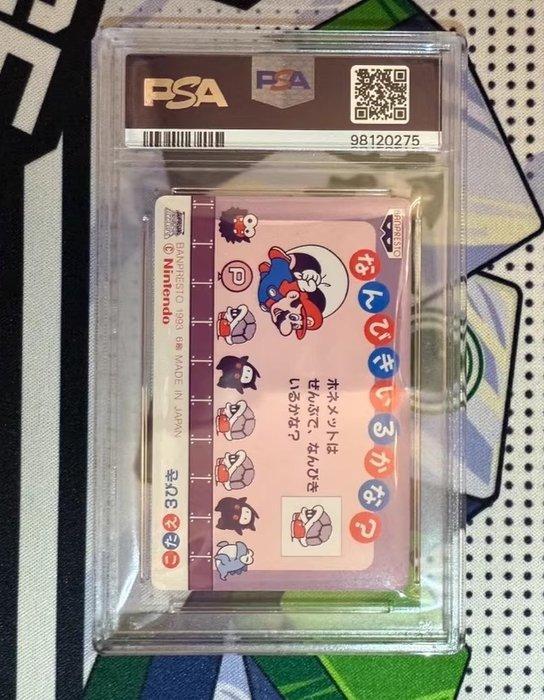 PSA
PSA
98120275
BANPRESTO
なんびきいるかな？
ホネメットは
ぜんぶで、なんびき
いるかな？
P
こたえ 3びき
BANPRESTO 1993 6 MADE IN JAPAN
© Nintendo